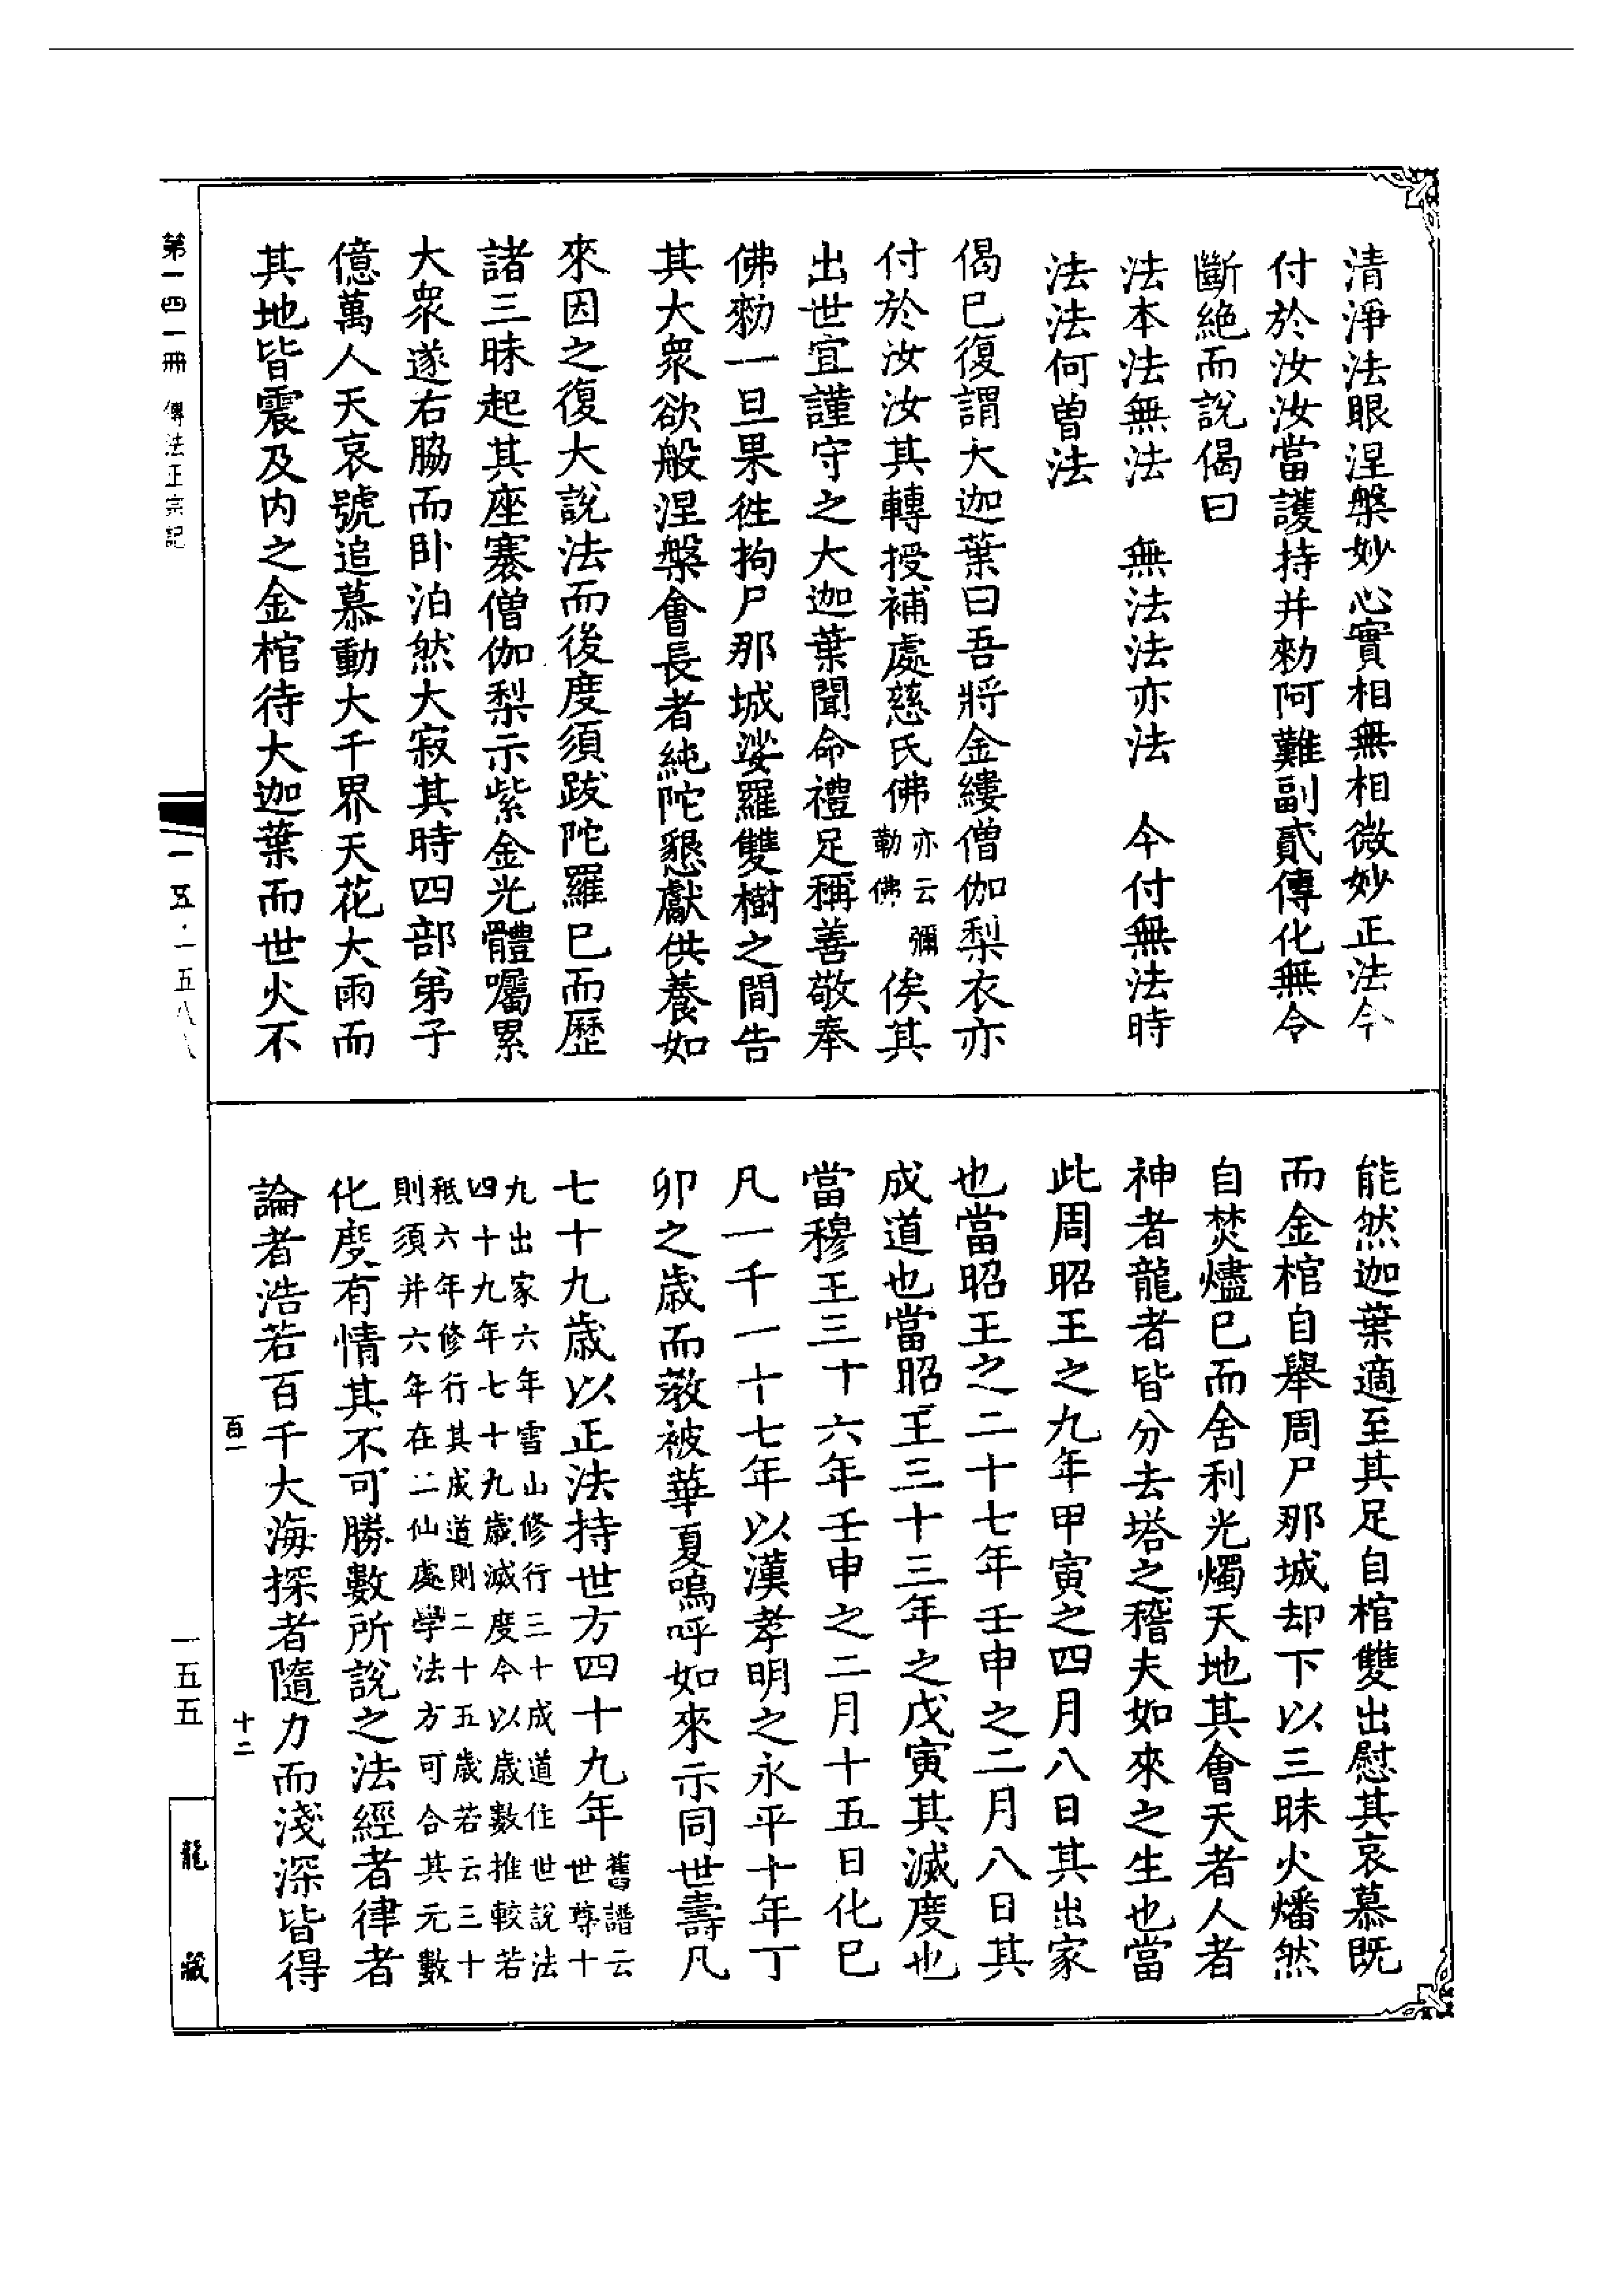 清淨法眼涅槃妙心實相無相微妙正法今
付於汝汝當護持并勑阿難副貳傳化無令
斷絶而說偈曰
法本法無法　無法法亦法　今付無法時
法法何曾法
偈已復謂大迦葉曰吾將金縷僧伽梨衣亦
付於汝汝其轉授補處慈氏佛亦云彌勒佛俟其
出世宜謹守之大迦葉聞命禮足稱善敬奉
佛勑一旦果徃拘尸那城娑羅雙樹之間告
其大衆欲般涅槃會長者純陀懇獻供養如
來因之復大說法而後度須跋陀羅已而歷
諸三昧起其座褰僧伽梨示紫金光體囑累
大衆遂右脇而卧泊然大寂其時四部弟子
億萬人天哀號追慕動大千界天花大雨而
其地皆震及内之金棺待大迦葉而世火不
能然迦葉適至其足自棺雙出慰其哀慕既
而金棺自舉周尸那城却下以三昧火燔然
自焚燼已而舍利光燭天地其會天者人者
神者龍者皆分去塔之稽夫如來之生也當
此周昭王之九年甲寅之四月八日其出家
也當昭王之二十七年壬申之二月八日其
成道也當昭王三十三年之戊寅其滅度也
當穆王三十六年壬申之二月十五日化已
凡一千一十七年以漢孝明之永平十年丁
卯之歲而教被華夏嗚呼如來示同世壽凡
七十九歲以正法持世方四十九年舊譜云世尊十
九出家六年雪山修行三十成道住世說法
四十九年七十九歲滅度今以歲數推較若
秪六年修行其成道則二十五歲若云三十
則須并六年在二仙處學法方可合其元數
化度有情其不可勝數所說之法經者律者
論者浩若百千大海探者隨力而淺深皆得
百一
十二
第一四一冊　傳法正宗記
一五·一五八八
一五五
龍藏